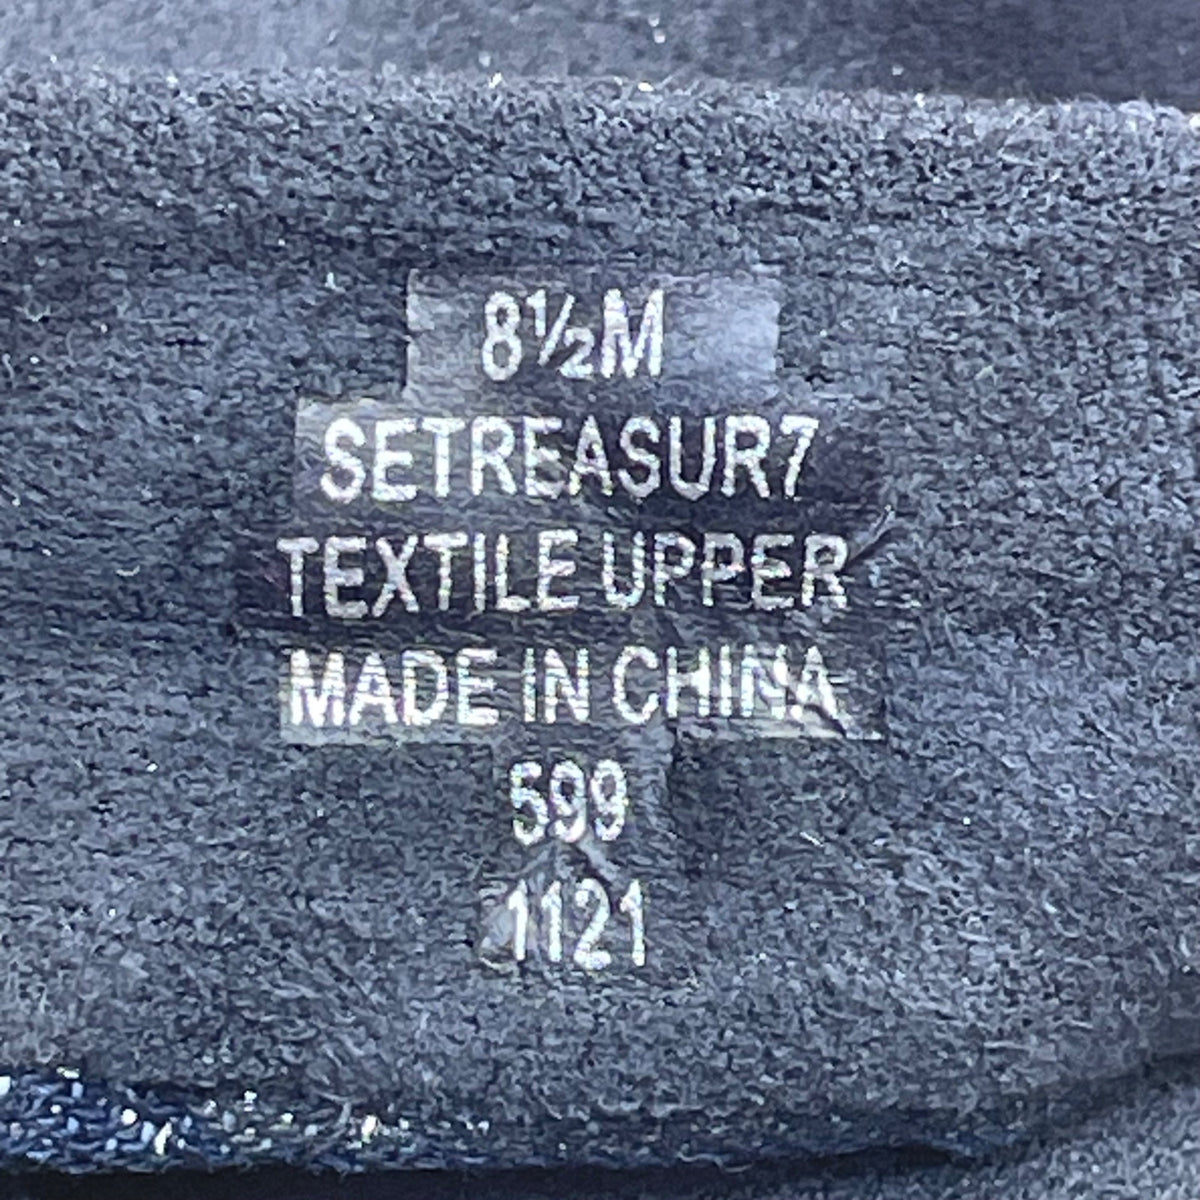 8½M
SETREASUR7
TEXTILE UPPER
MADE IN CHINA
599
1121